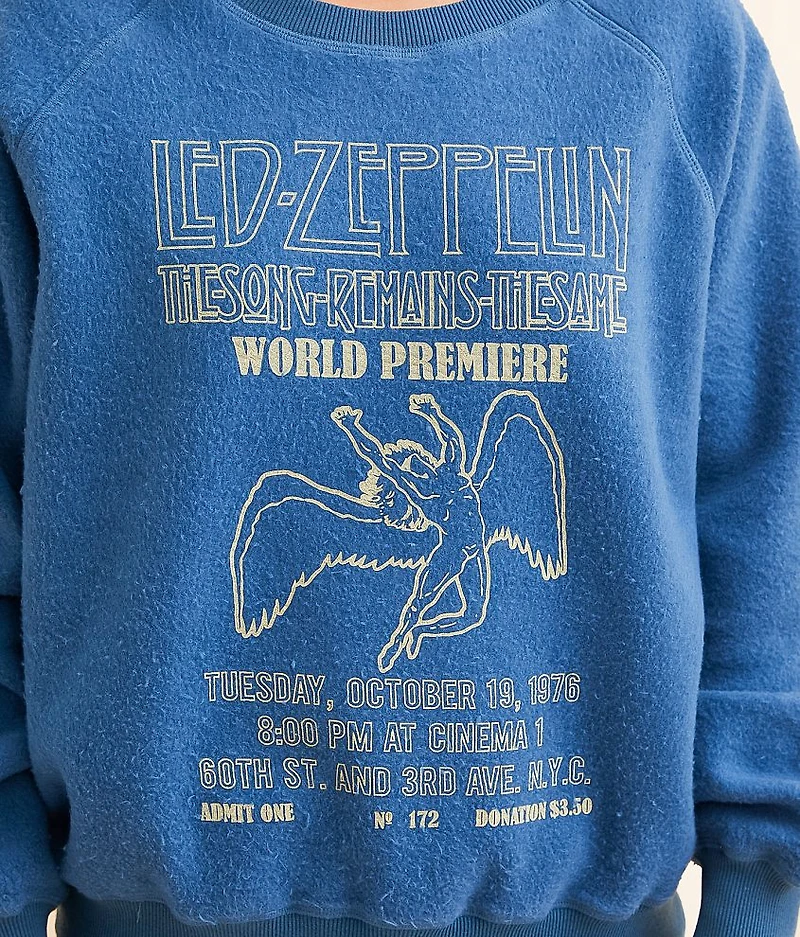 LED-ZEPPELIN
THE-SONG-REMAINS-THE-SAME
WORLD PREMIERE
TUESDAY, OCTOBER 19, 1976
8:00 PM AT CINEMA 1
60TH ST. AND 3RD AVE. N.Y.C.
ADMIT ONE Nº 172 DONATION $3.50